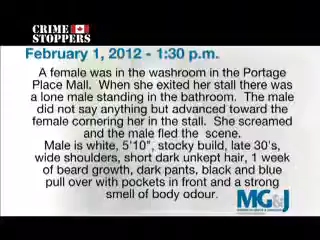 CRIME
STOPPERS
February 1, 2012 - 1:30 p.m.
A female was in the washroom in the Portage
Place Mall. When she exited her stall there was
a lone male standing in the bathroom. The male
did not say anything but advanced toward the
female cornering her in the stall. She screamed
and the male fled the scene.
Male is white, 5'10", stocky build, late 30's,
wide shoulders, short dark unkept hair, 1 week
of beard growth, dark pants, black and blue
pull over with pockets in front and a strong
smell of body odour.
MG&J